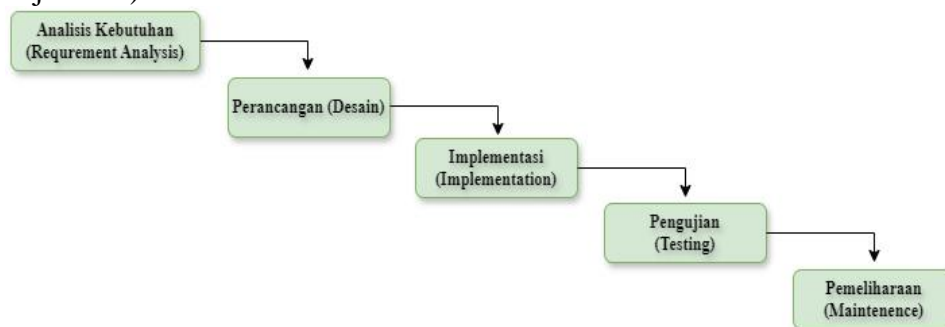 Analisis Kebutuhan
(Requrement Analysis)
Perancangan (Desain)
Implementasi
(Implementation)
Pengujian
(Testing)
Pemeliharaan
(Maintenence)